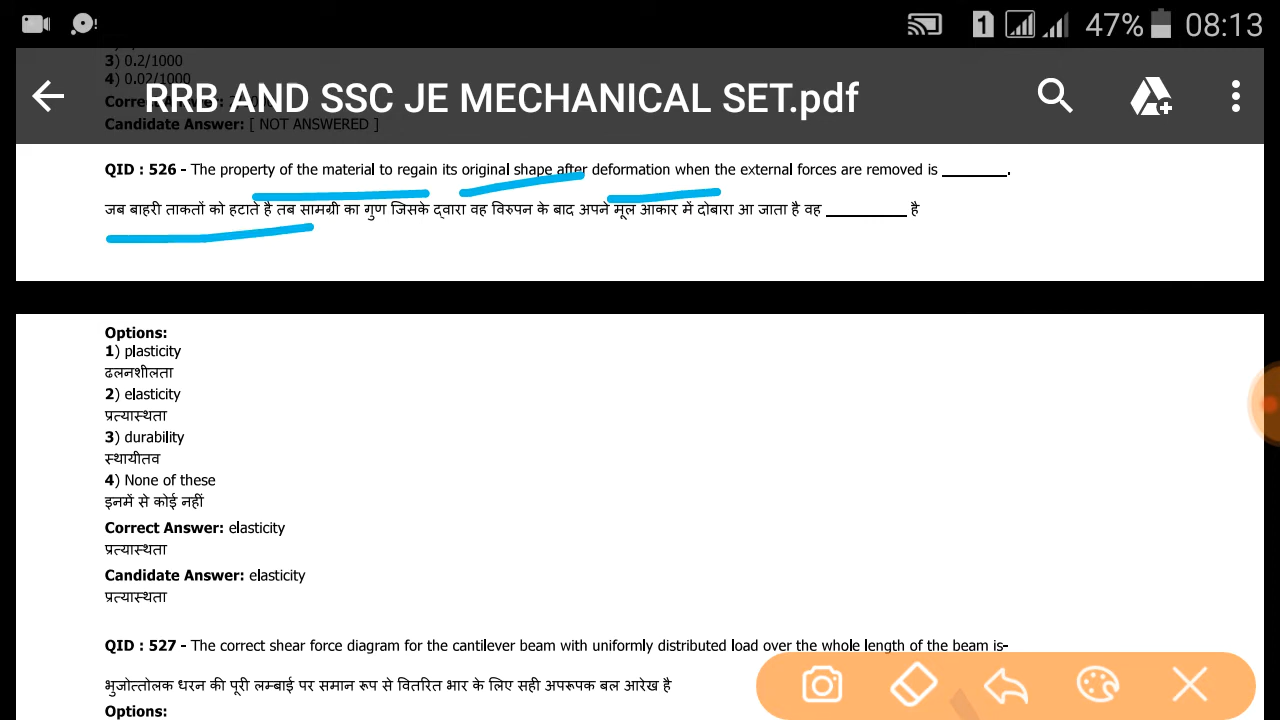 47% 08:13
1
3) 0.2/1000
4) 0.02/1000
RRB AND SSC JE MECHANICAL SET.pdf
Candidate Answer: [ NOT ANSWERED ]
QID : 526 - The property of the material to regain its original shape after deformation when the external forces are removed is ________.
जब बाहरी ताकतों को हटाते है तब सामग्री का गुण जिसके द्वारा वह विरुपन के बाद अपने मूल आकार में दोबारा आ जाता है वह __________ है
Options:
1) plasticity
ढलनशीलता
2) elasticity
प्रत्यास्थता
3) durability
स्थायीतव
4) None of these
इनमें से कोई नहीं
Correct Answer: elasticity
प्रत्यास्थता
Candidate Answer: elasticity
प्रत्यास्थता
QID : 527 - The correct shear force diagram for the cantilever beam with uniformly distributed load over the whole length of the beam is-
भुजोत्तोलक धरन की पूरी लम्बाई पर समान रूप से वितरित भार के लिए सही अपरूपक बल आरेख है
Options: